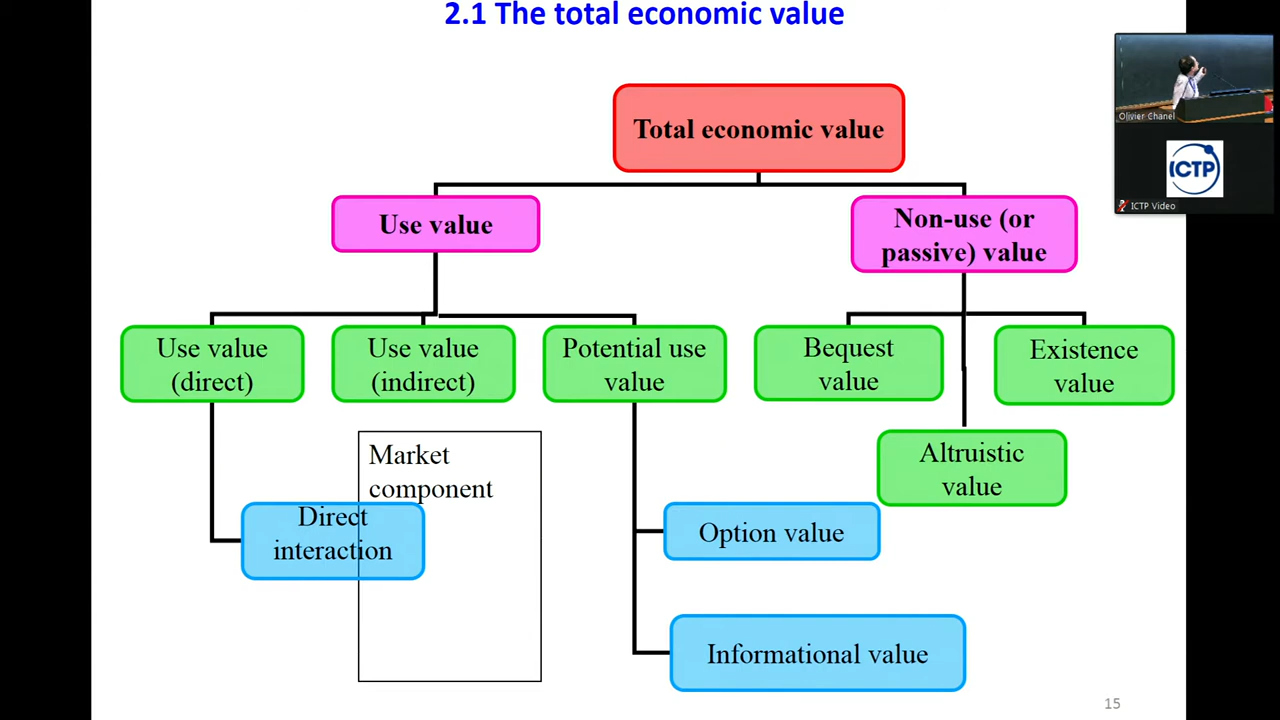 2.1 The total economic value
Total economic value
Use value
Non-use (or
passive) value
Use value
(direct)
Use value
(indirect)
Potential use
value
Bequest
value
Existence
value
Altruistic
value
Market
component
Direct
interaction
Option value
Informational value
15
Olivier Chanel
ICTP
ICTP Video